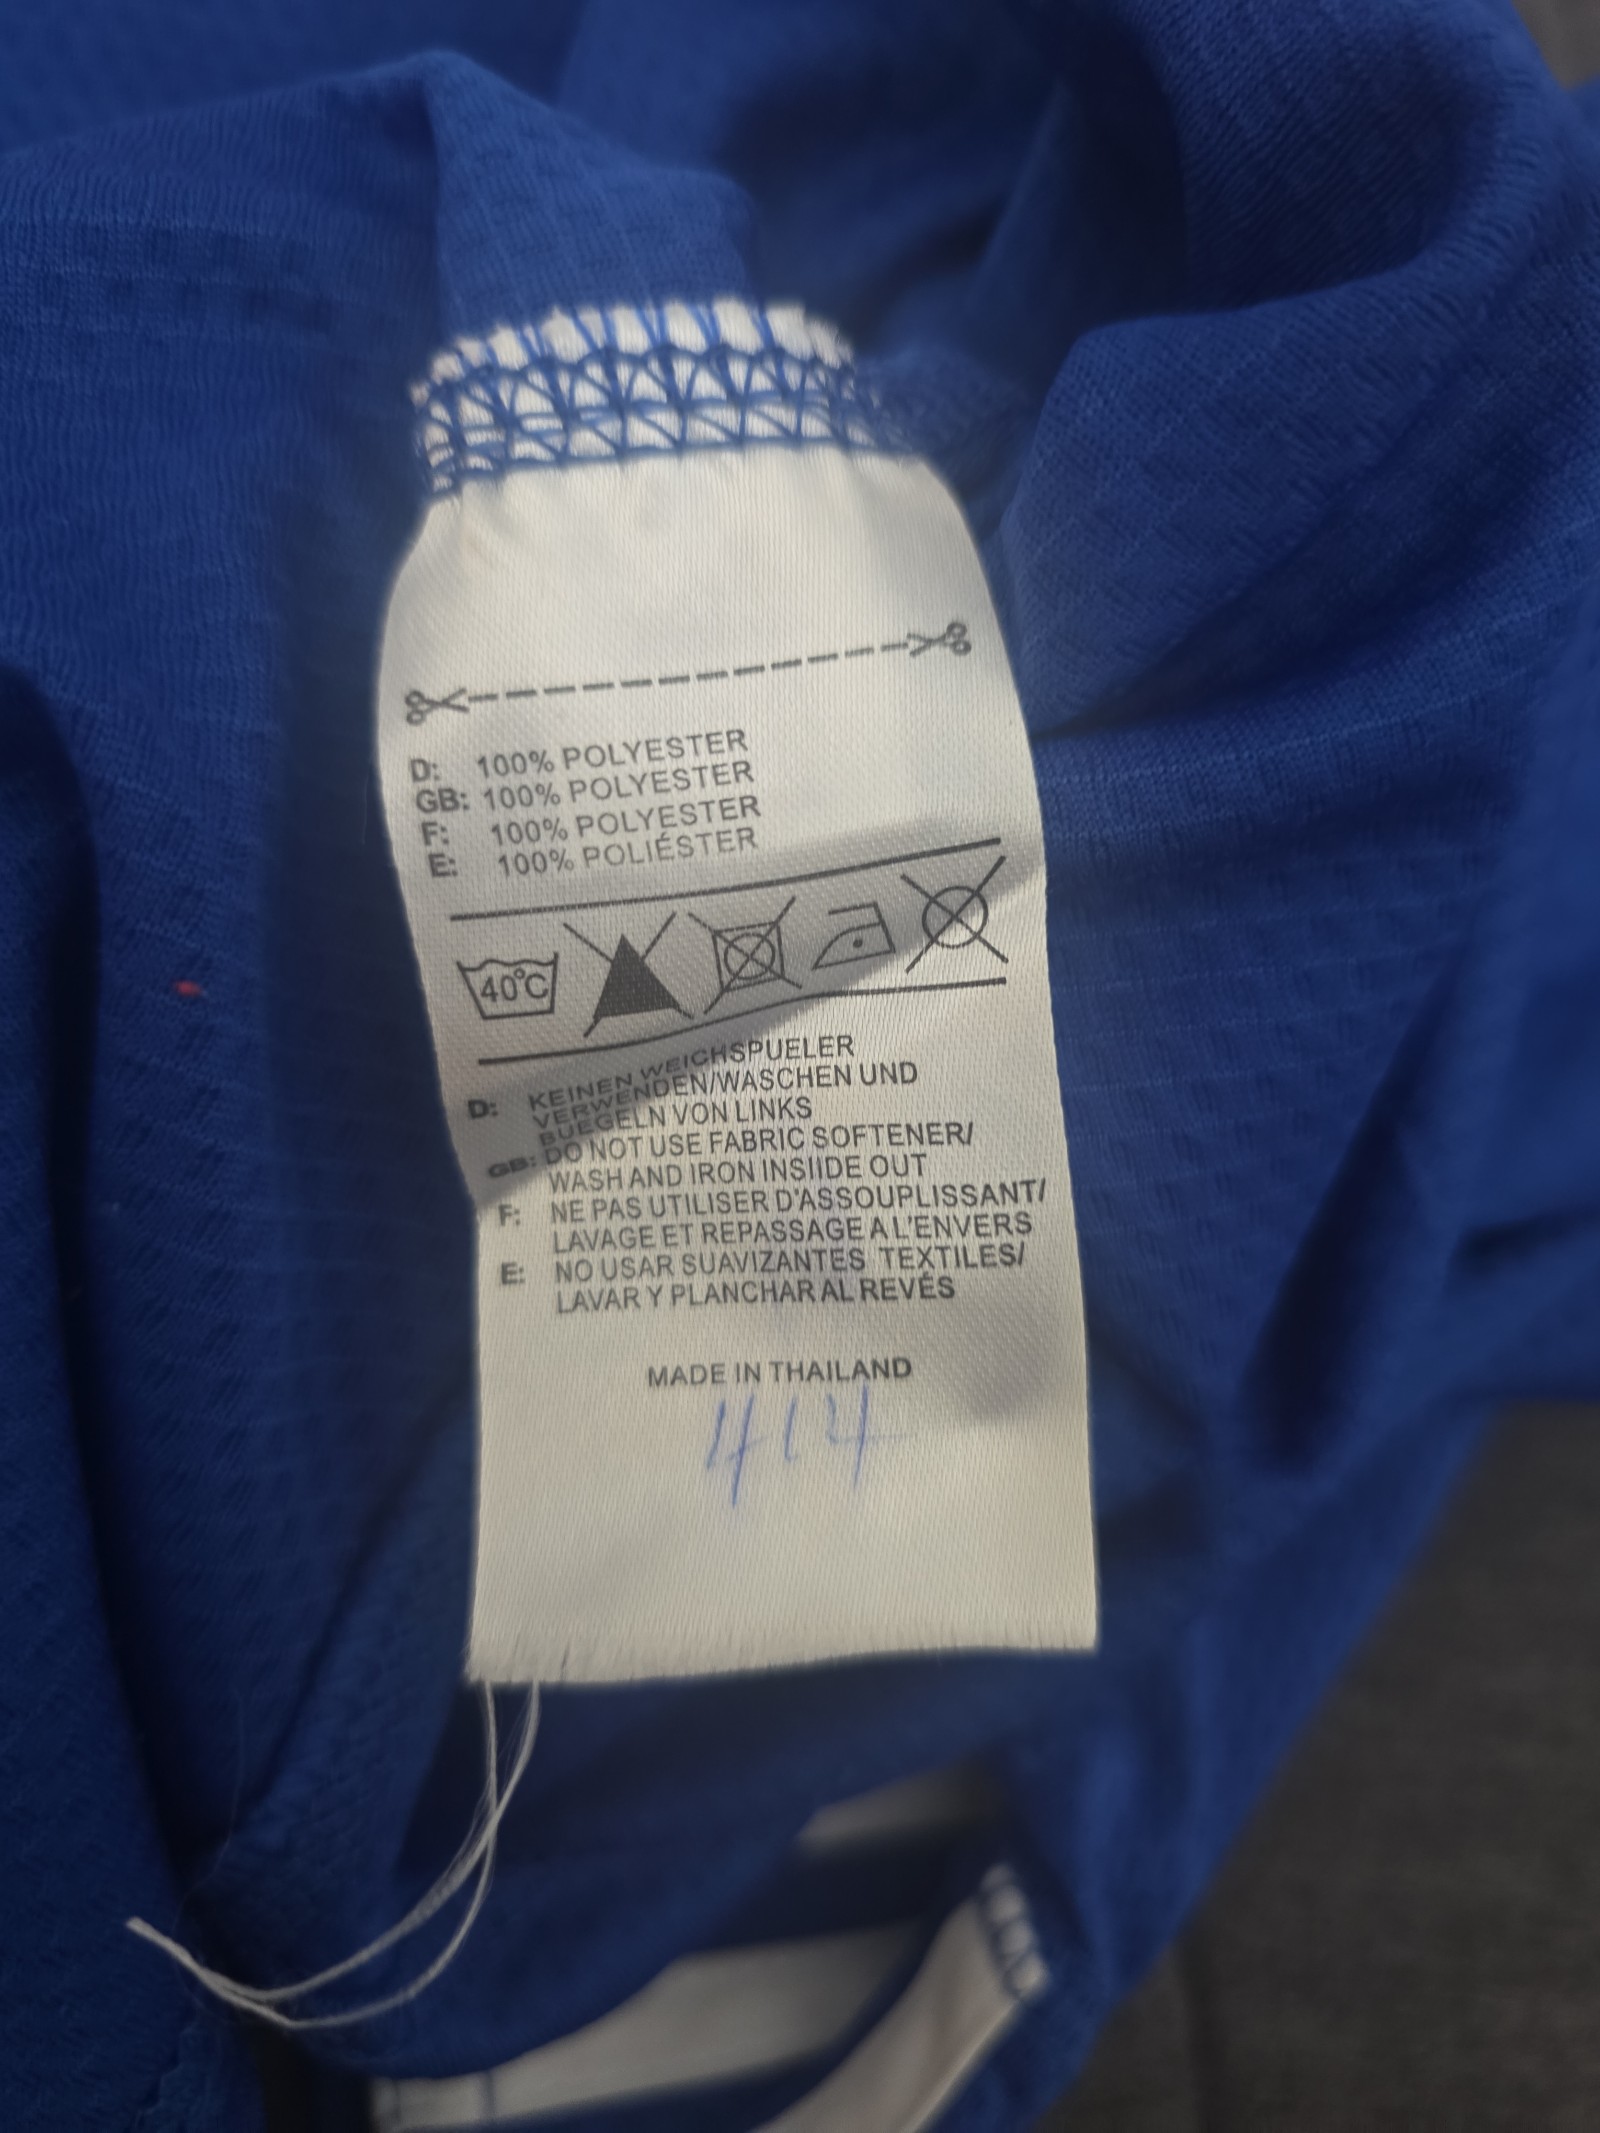 D: 100% POLYESTER
GB: 100% POLYESTER
F: 100% POLYESTER
E: 100% POLIÉSTER
40°C
D: KEINEN WEICHSPUELER
VERWENDEN/WASCHEN UND
BUEGELN VON LINKS
GB: DO NOT USE FABRIC SOFTENER/
WASH AND IRON INSIIDE OUT
F: NE PAS UTILISER D'ASSOUPLISSANT/
LAVAGE ET REPASSAGE A L'ENVERS
E: NO USAR SUAVIZANTES TEXTILES/
LAVAR Y PLANCHAR AL REVÉS
MADE IN THAILAND
414